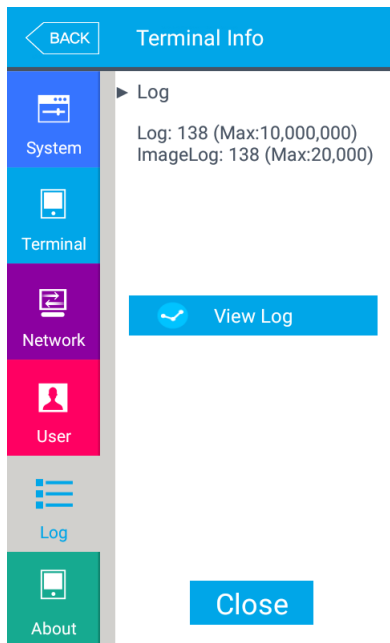 BACK
Terminal Info
System
Terminal
Network
User
Log
About
Log
Log: 138 (Max:10,000,000)
ImageLog: 138 (Max:20,000)
View Log
Close